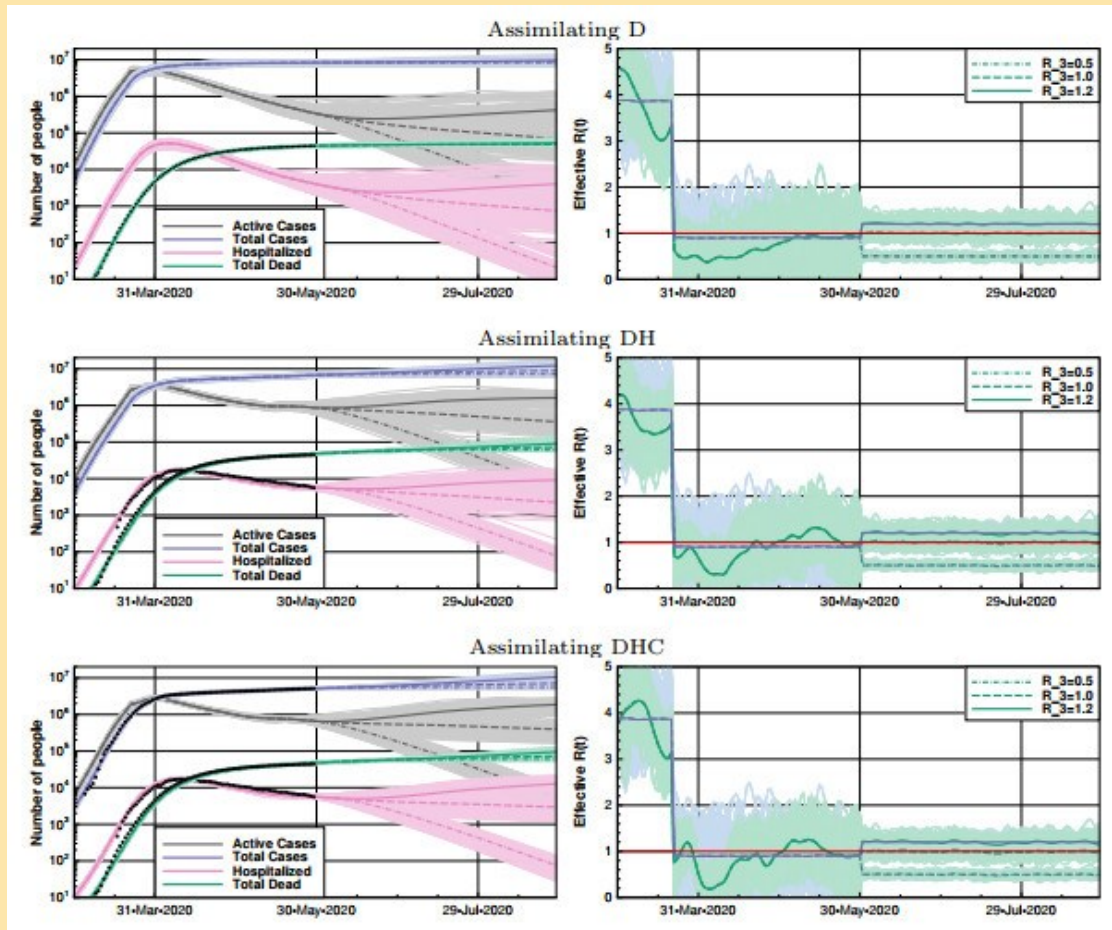 Assimilating D
Number of people
10⁷
10⁶
10⁵
10⁴
10³
10²
10¹
Active Cases
Total Cases
Hospitalized
Total Dead
31•Mar•2020
30•May•2020
29•Jul•2020
Effective R(t)
5
4
3
2
1
0
R_3=0.5
R_3=1.0
R_3=1.2
31•Mar•2020
30•May•2020
29•Jul•2020
Assimilating DH
Number of people
10⁷
10⁶
10⁵
10⁴
10³
10²
10¹
Active Cases
Total Cases
Hospitalized
Total Dead
31•Mar•2020
30•May•2020
29•Jul•2020
Effective R(t)
5
4
3
2
1
0
R_3=0.5
R_3=1.0
R_3=1.2
31•Mar•2020
30•May•2020
29•Jul•2020
Assimilating DHC
Number of people
10⁷
10⁶
10⁵
10⁴
10³
10²
10¹
Active Cases
Total Cases
Hospitalized
Total Dead
31•Mar•2020
30•May•2020
29•Jul•2020
Effective R(t)
5
4
3
2
1
0
R_3=0.5
R_3=1.0
R_3=1.2
31•Mar•2020
30•May•2020
29•Jul•2020